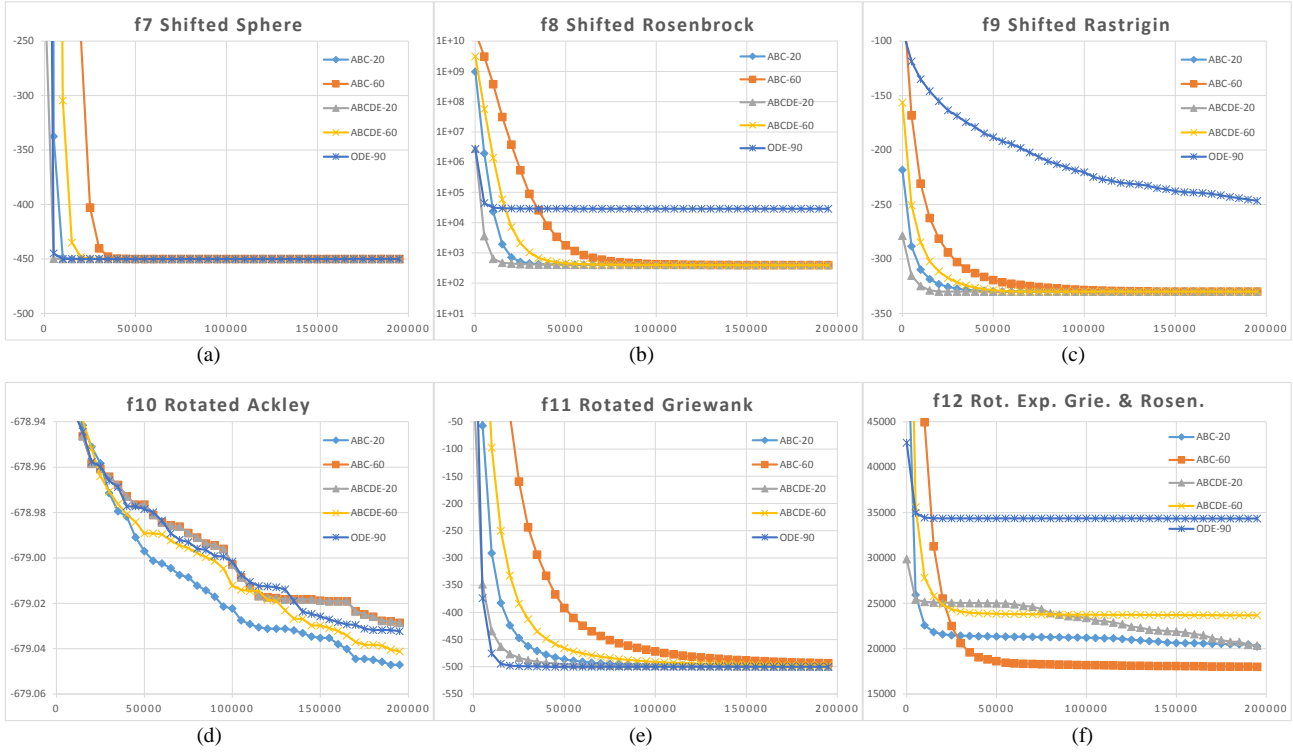 f7 Shifted Sphere
-250
-300
-350
-400
-450
-500
0 50000 100000 150000 200000
ABC-20
ABC-60
ABCDE-20
ABCDE-60
ODE-90
(a)
f8 Shifted Rosenbrock
1E+10
1E+09
1E+08
1E+07
1E+06
1E+05
1E+04
1E+03
1E+02
1E+01
0 50000 100000 150000 200000
ABC-20
ABC-60
ABCDE-20
ABCDE-60
ODE-90
(b)
f9 Shifted Rastrigin
-100
-150
-200
-250
-300
-350
0 50000 100000 150000 200000
ABC-20
ABC-60
ABCDE-20
ABCDE-60
ODE-90
(c)
f10 Rotated Ackley
-678.94
-678.96
-678.98
-679.00
-679.02
-679.04
-679.06
0 50000 100000 150000 200000
ABC-20
ABC-60
ABCDE-20
ABCDE-60
ODE-90
(d)
f11 Rotated Griewank
-50
-100
-150
-200
-250
-300
-350
-400
-450
-500
-550
0 50000 100000 150000 200000
ABC-20
ABC-60
ABCDE-20
ABCDE-60
ODE-90
(e)
f12 Rot. Exp. Grie. & Rosen.
45000
40000
35000
30000
25000
20000
15000
0 50000 100000 150000 200000
ABC-20
ABC-60
ABCDE-20
ABCDE-60
ODE-90
(f)